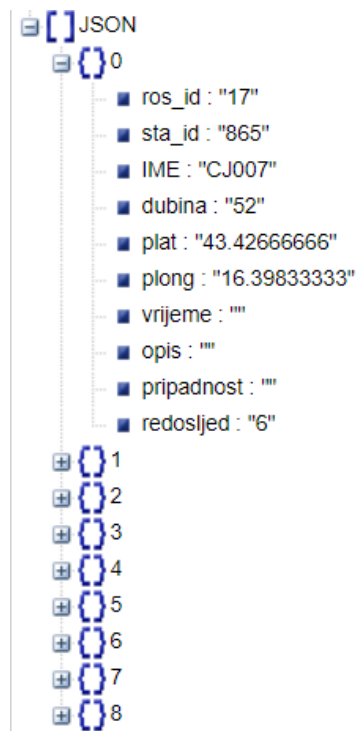 JSON
0
ros_id : "17"
sta_id : "865"
IME : "CJ007"
dubina : "52"
plat : "43.42666666"
plong : "16.39833333"
vrijeme : ""
opis : ""
pripadnost : ""
redosljed : "6"
1
2
3
4
5
6
7
8